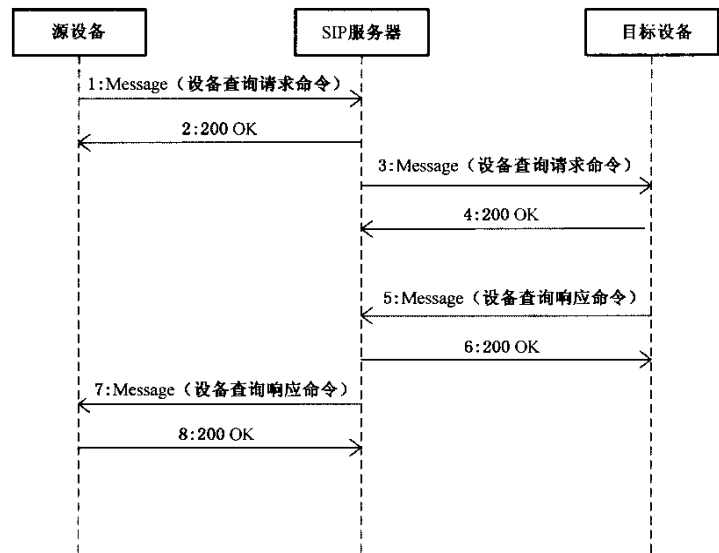 源设备
SIP服务器
目标设备
1:Message（设备查询请求命令）
2:200 OK
3:Message（设备查询请求命令）
4:200 OK
5:Message（设备查询响应命令）
6:200 OK
7:Message（设备查询响应命令）
8:200 OK